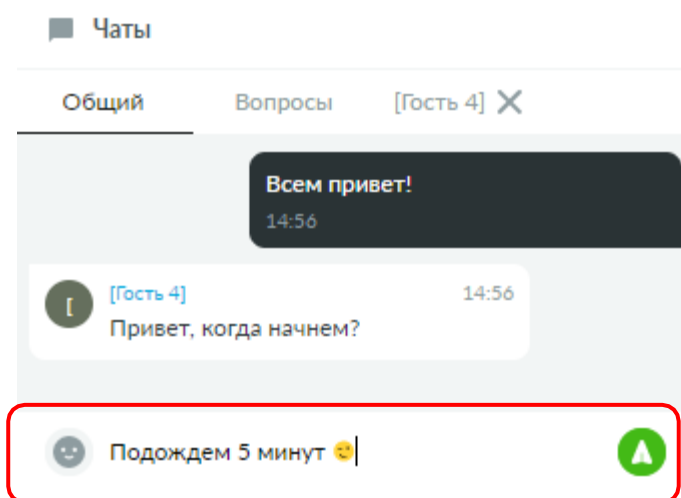 Чаты
Общий Вопросы [Гость 4]
Всем привет!
14:56
[
[Гость 4] 14:56
Привет, когда начнем?
Подождем 5 минут 😉